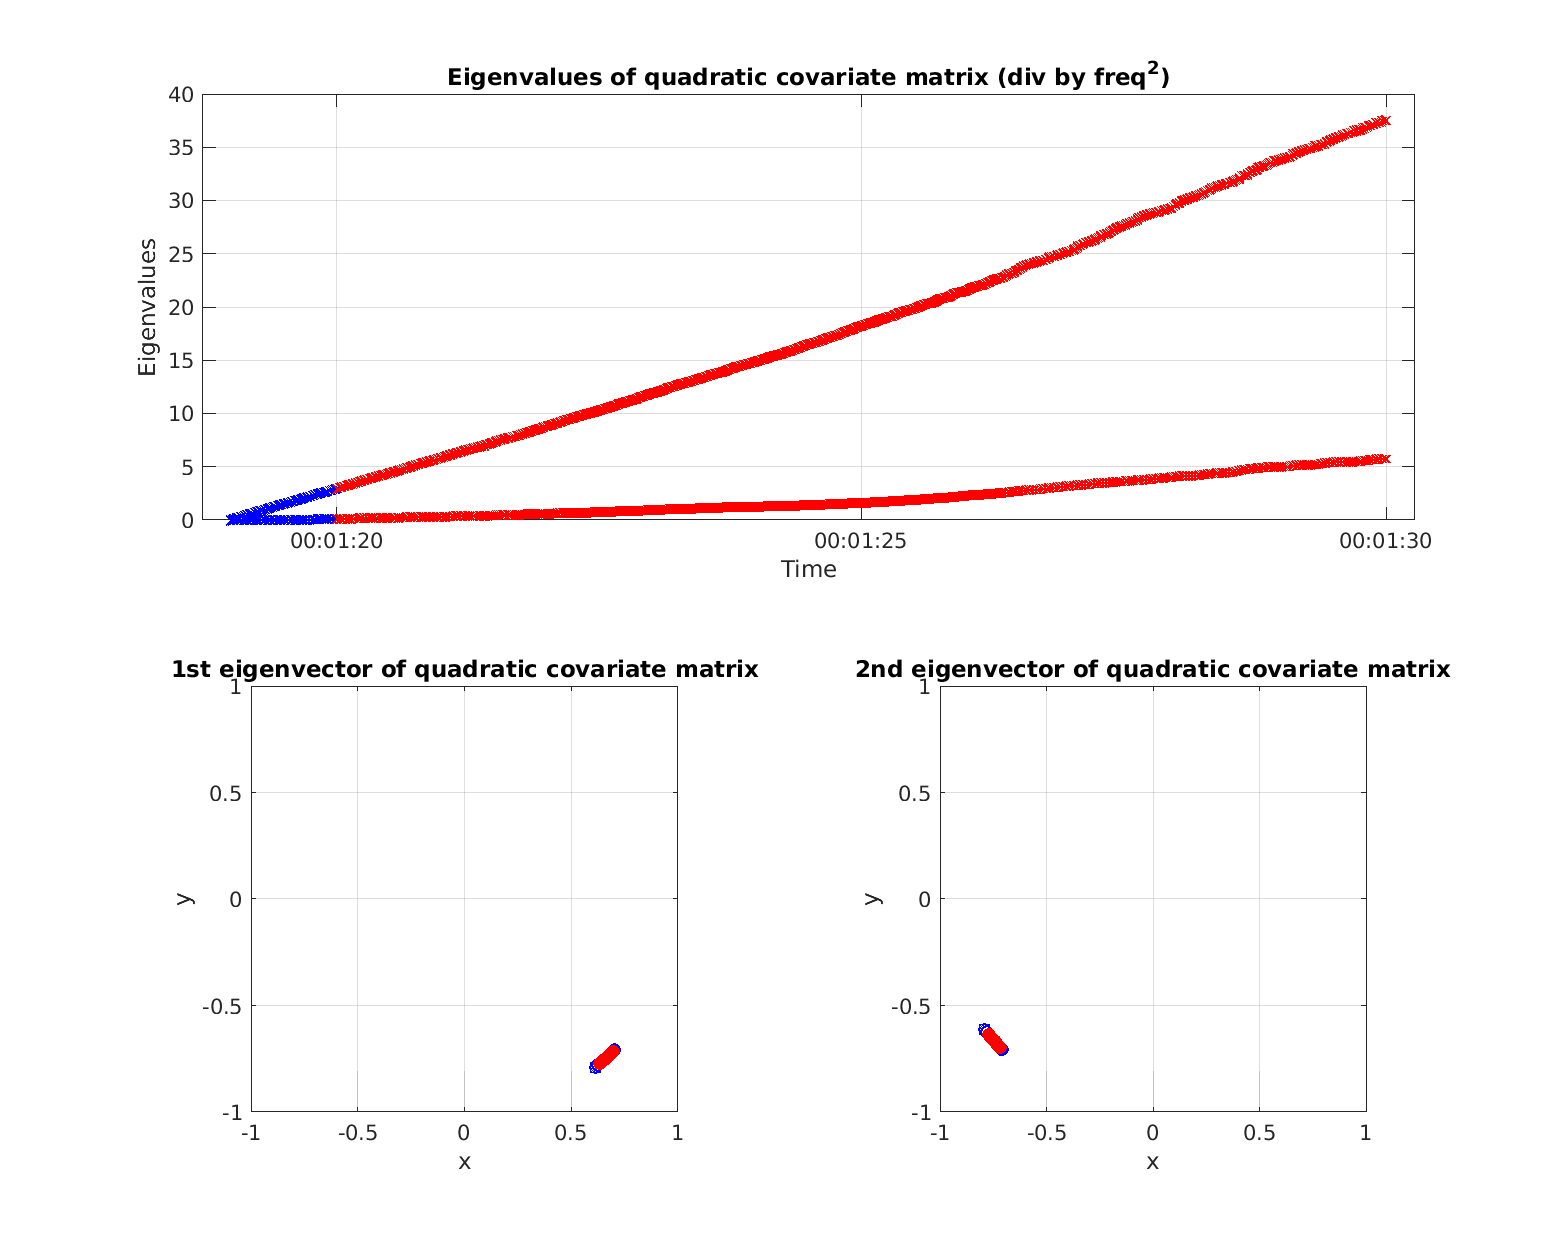 Eigenvalues of quadratic covariate matrix (div by freq²)
40
35
30
25
20
15
10
5
0
Eigenvalues
00:01:20 00:01:25 00:01:30
Time
1st eigenvector of quadratic covariate matrix
1
0.5
0
-0.5
-1
y
-1 -0.5 0 0.5 1
x
2nd eigenvector of quadratic covariate matrix
1
0.5
0
-0.5
-1
y
-1 -0.5 0 0.5 1
x